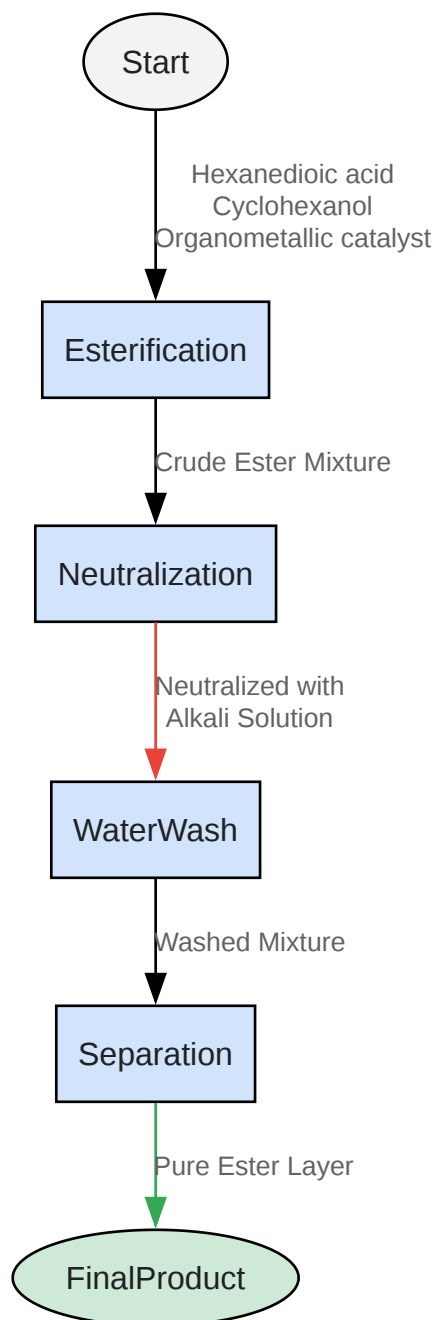 Start
Hexanedioic acid
Cyclohexanol
Organometallic catalyst
Esterification
Crude Ester Mixture
Neutralization
Neutralized with
Alkali Solution
WaterWash
Washed Mixture
Separation
Pure Ester Layer
FinalProduct